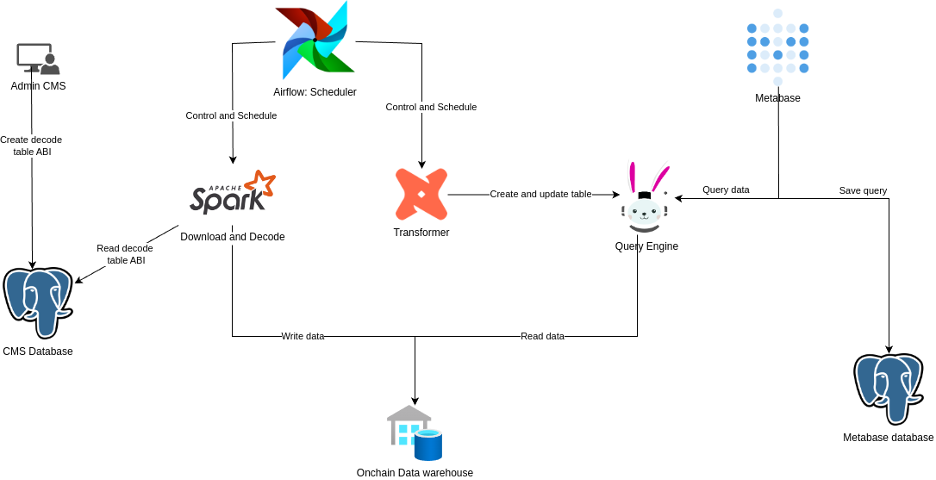 Admin CMS
Airflow: Scheduler
Metabase
Control and Schedule
Control and Schedule
Create decode
table ABI
APACHE
Spark
Download and Decode
Transformer
Create and update table
Query Engine
Query data
Save query
Read decode
table ABI
CMS Database
Write data
Read data
Metabase database
Onchain Data warehouse